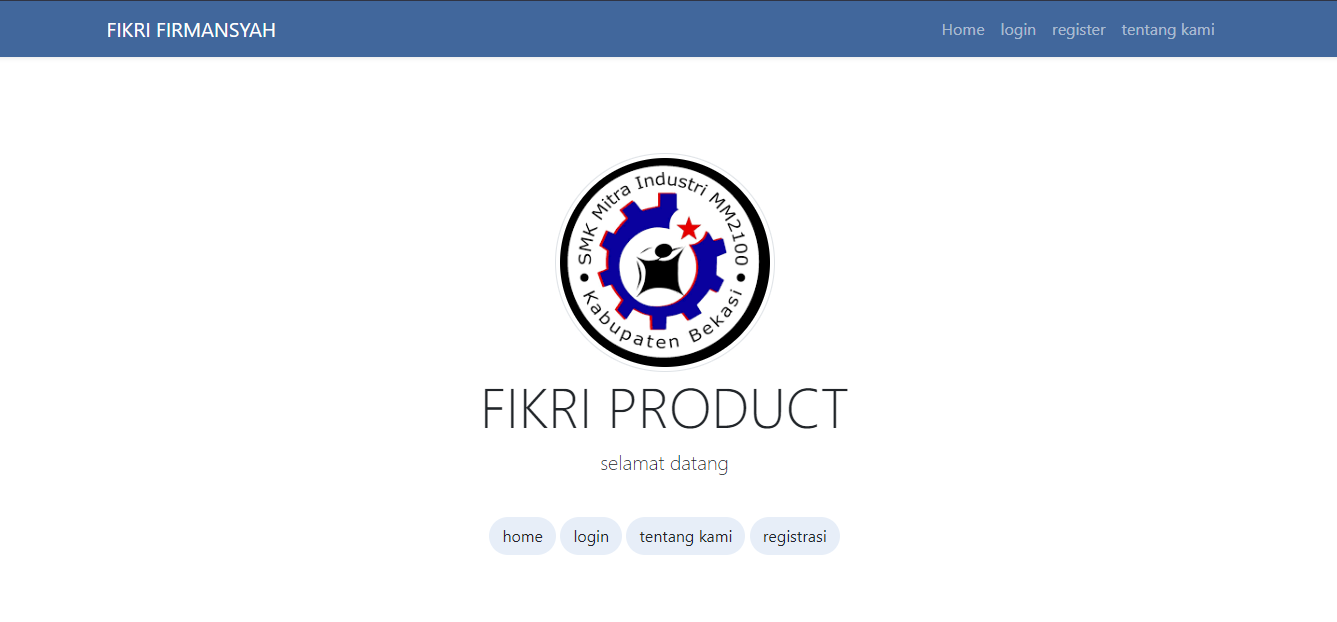 FIKRI FIRMANSYAH
Home login register tentang kami
SMK Mitra Industri MM2100
Kabupaten Bekasi
FIKRI PRODUCT
selamat datang
home login tentang kami registrasi